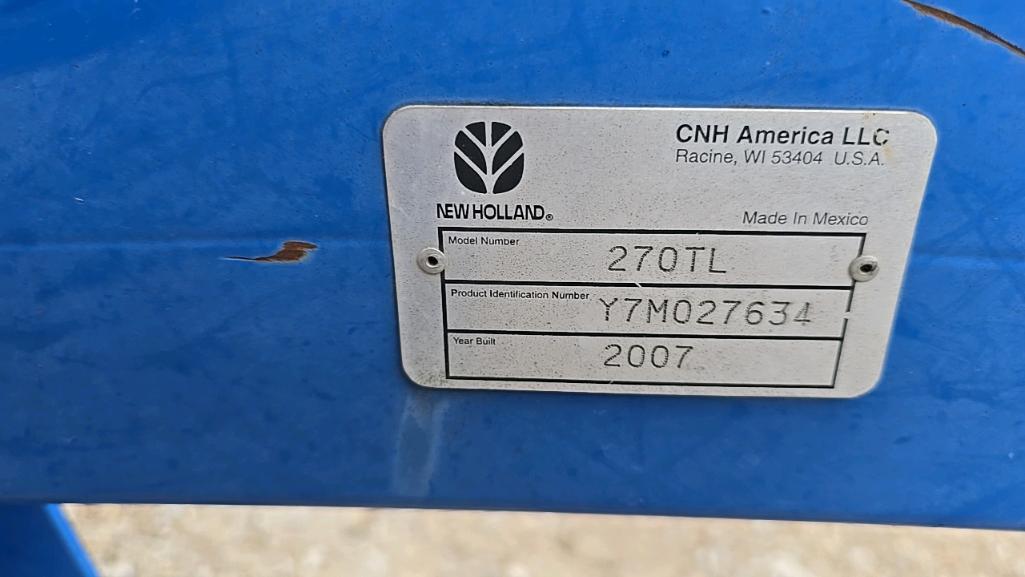 NEW HOLLAND®
CNH America LLC
Racine, WI 53404 U.S.A.
Made In Mexico
Model Number 270TL
Product Identification Number Y7M027634
Year Built 2007